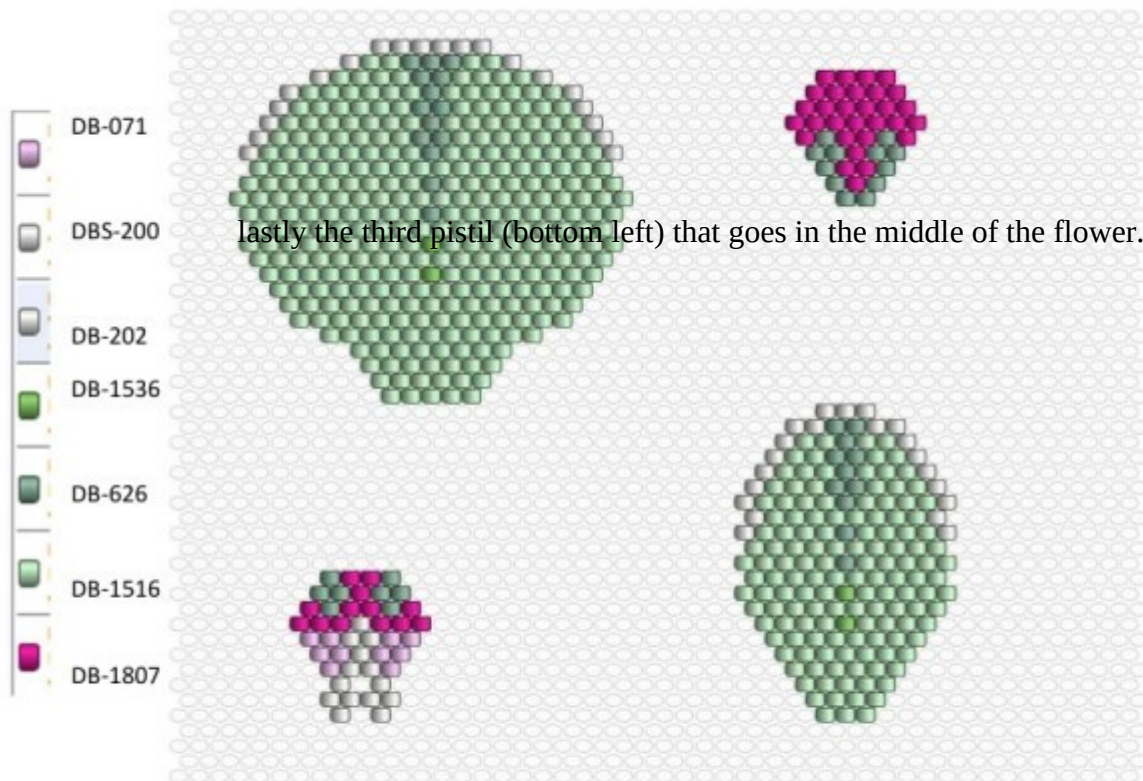 DB-071
DBS-200
lastly the third pistil (bottom left) that goes in the middle of the flower.
DB-202
DB-1536
DB-626
DB-1516
DB-1807